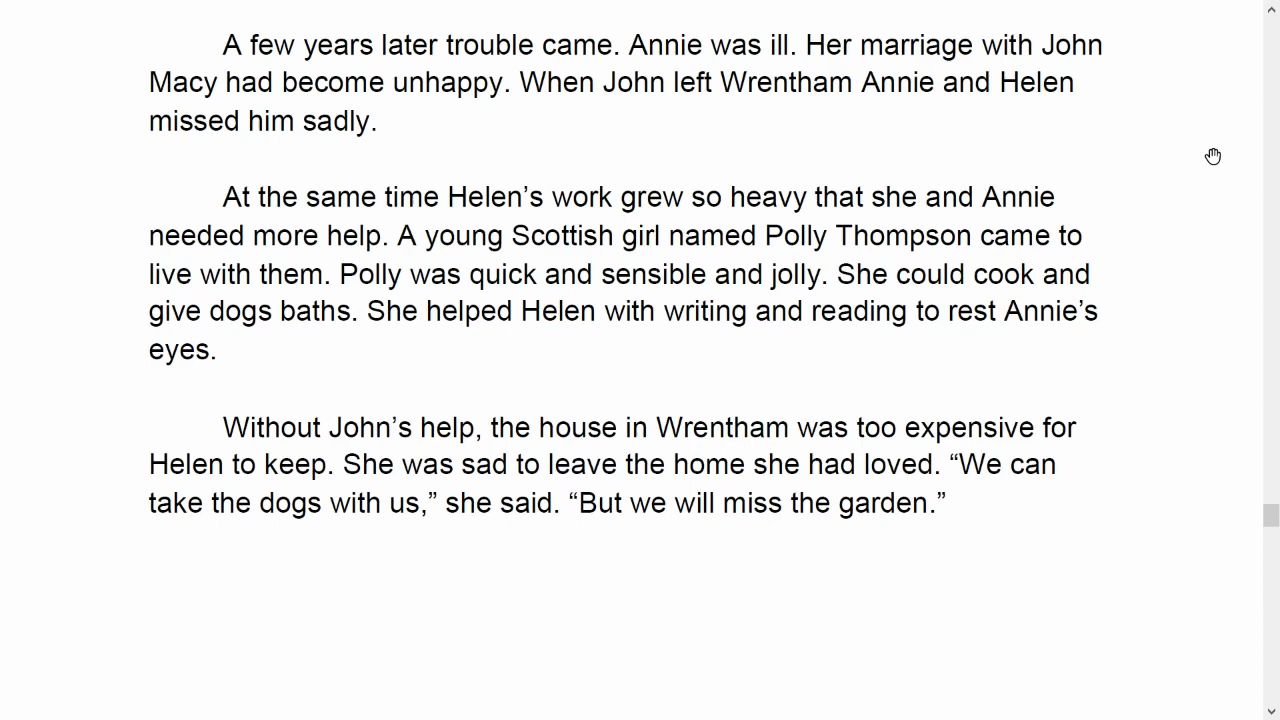 A few years later trouble came. Annie was ill. Her marriage with John
Macy had become unhappy. When John left Wrentham Annie and Helen
missed him sadly.
At the same time Helen’s work grew so heavy that she and Annie
needed more help. A young Scottish girl named Polly Thompson came to
live with them. Polly was quick and sensible and jolly. She could cook and
give dogs baths. She helped Helen with writing and reading to rest Annie’s
eyes.
Without John’s help, the house in Wrentham was too expensive for
Helen to keep. She was sad to leave the home she had loved. “We can
take the dogs with us,” she said. “But we will miss the garden.”